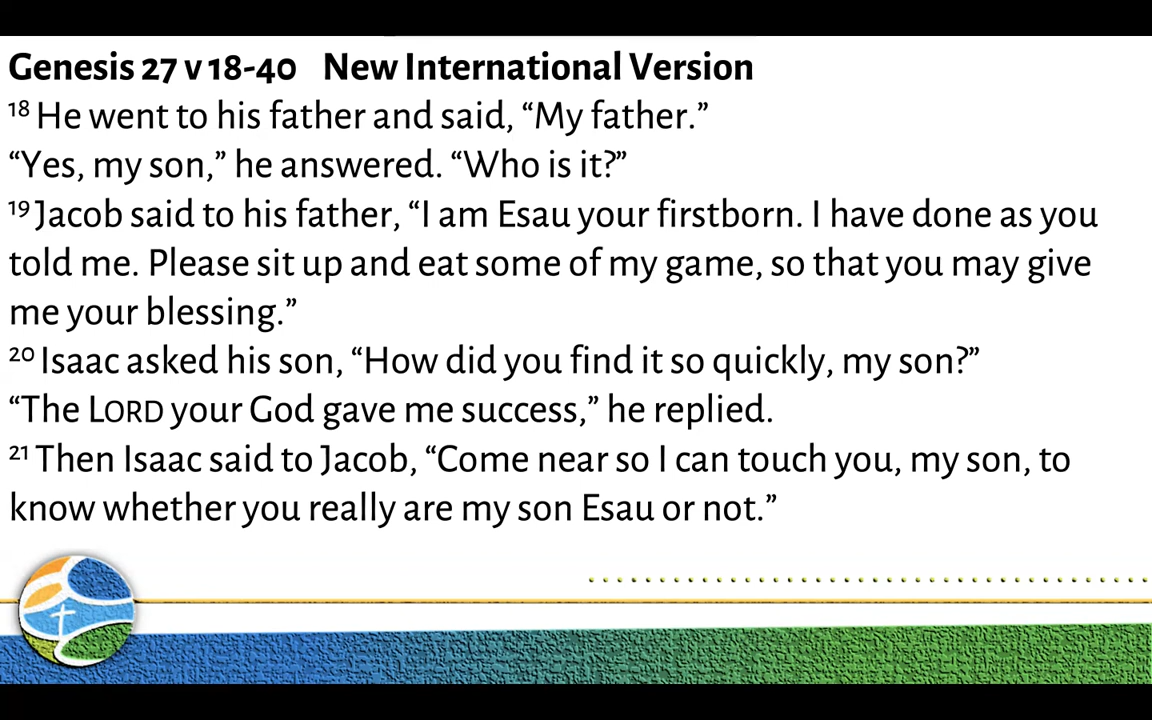 Genesis 27 v 18-40 New International Version
18 He went to his father and said, “My father.”
“Yes, my son,” he answered. “Who is it?”
19 Jacob said to his father, “I am Esau your firstborn. I have done as you
told me. Please sit up and eat some of my game, so that you may give
me your blessing.”
20 Isaac asked his son, “How did you find it so quickly, my son?”
“The LORD your God gave me success,” he replied.
21 Then Isaac said to Jacob, “Come near so I can touch you, my son, to
know whether you really are my son Esau or not.”